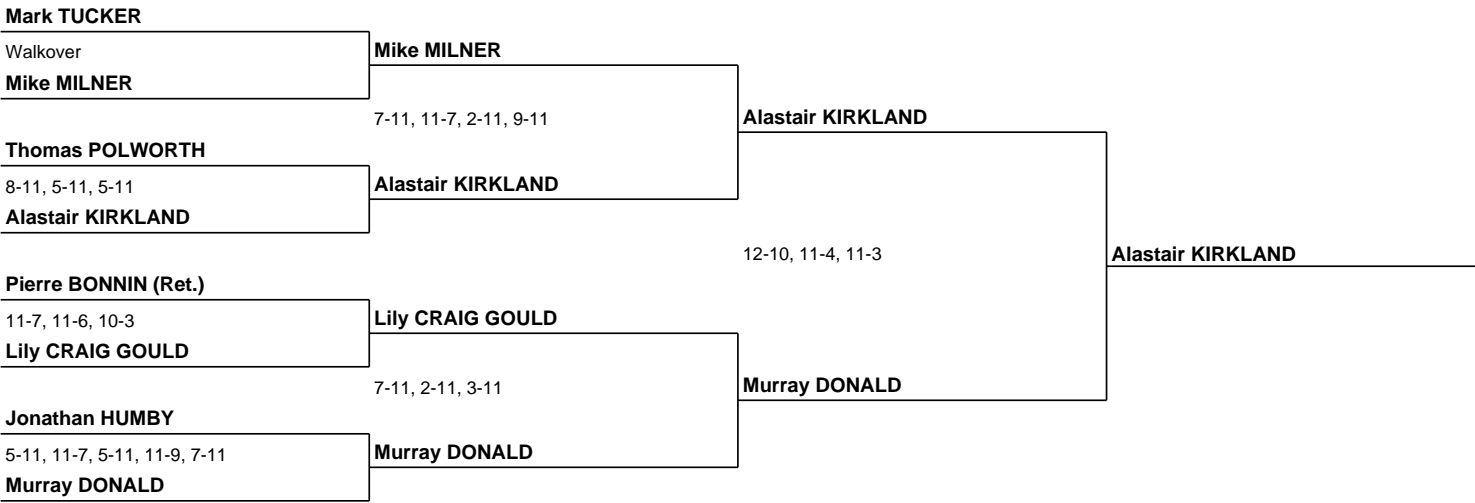 Mark TUCKER
Walkover
Mike MILNER
Mike MILNER
7-11, 11-7, 2-11, 9-11
Alastair KIRKLAND
Thomas POLWORTH
8-11, 5-11, 5-11
Alastair KIRKLAND
Alastair KIRKLAND
12-10, 11-4, 11-3
Alastair KIRKLAND
Pierre BONNIN (Ret.)
11-7, 11-6, 10-3
Lily CRAIG GOULD
Lily CRAIG GOULD
7-11, 2-11, 3-11
Murray DONALD
Jonathan HUMBY
5-11, 11-7, 5-11, 11-9, 7-11
Murray DONALD
Murray DONALD